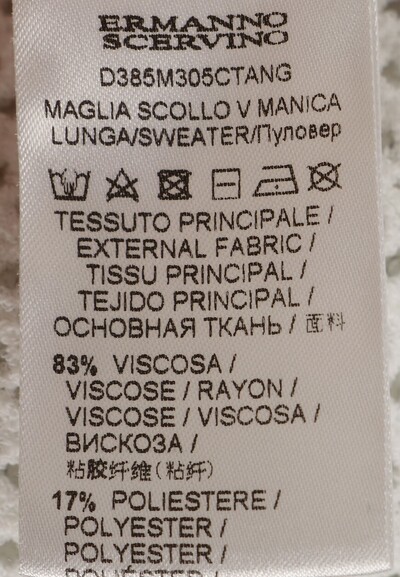 ERMANNO
SCERVINO
D385M305CTANG
MAGLIA SCOLLO V MANICA
LUNGA/SWEATER/Пуловер
TESSUTO PRINCIPALE /
EXTERNAL FABRIC /
TISSU PRINCIPAL /
TEJIDO PRINCIPAL /
ОСНОВНАЯ ТКАНЬ / 面料
83% VISCOSA /
VISCOSE / RAYON /
VISCOSE / VISCOSA /
ВИСКОЗА /
粘胶纤维(粘纤)
17% POLIESTERE /
POLYESTER /
POLYESTER /